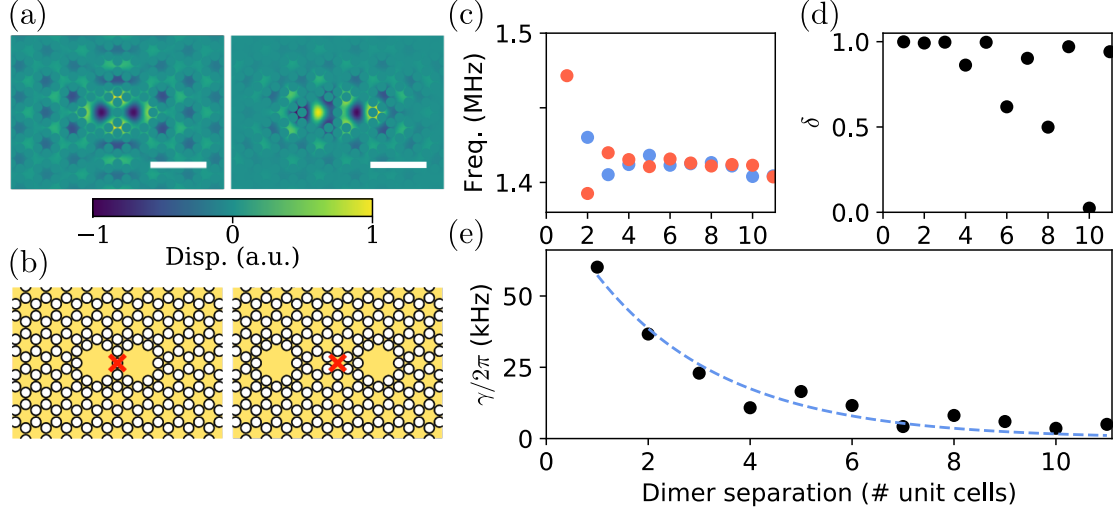 (a)
−1 0 1
Disp. (a.u.)
(b)
(c)
1.5
1.4
Freq. (MHz)
0 2 4 6 8 10
(d)
1.0
0.5
0.0
δ
0 2 4 6 8 10
(e)
50
25
0
γ/2π (kHz)
0 2 4 6 8 10
Dimer separation (# unit cells)